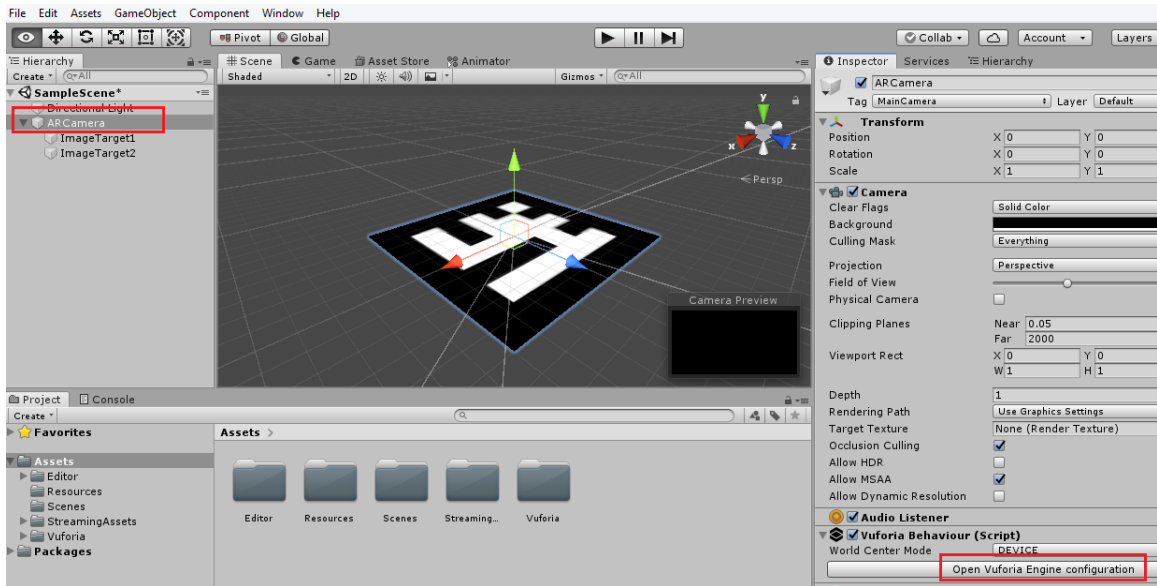 File Edit Assets GameObject Component Window Help
Pivot Global Collab Account Layers
Hierarchy
Create All
SampleScene*
Directional Light
ARCamera
ImageTarget1
ImageTarget2
Scene Game Asset Store Animator
Shaded 2D Gizmos All
y
x
z
Persp
Camera Preview
Inspector Services Hierarchy
ARCamera
Tag MainCamera Layer Default
Transform
Position X 0 Y 0
Rotation X 0 Y 0
Scale X 1 Y 1
Camera
Clear Flags Solid Color
Background
Culling Mask Everything
Projection Perspective
Field of View
Physical Camera
Clipping Planes Near 0.05
Far 2000
Viewport Rect X 0 Y 0
W 1 H 1
Depth 1
Rendering Path Use Graphics Settings
Target Texture None (Render Texture)
Occlusion Culling
Allow HDR
Allow MSAA
Allow Dynamic Resolution
Audio Listener
Vuforia Behaviour (Script)
World Center Mode DEVICE
Open Vuforia Engine configuration
Project Console
Create
Favorites
Assets
Editor
Resources
Scenes
StreamingAssets
Vuforia
Packages
Assets >
Editor Resources Scenes Streaming... Vuforia